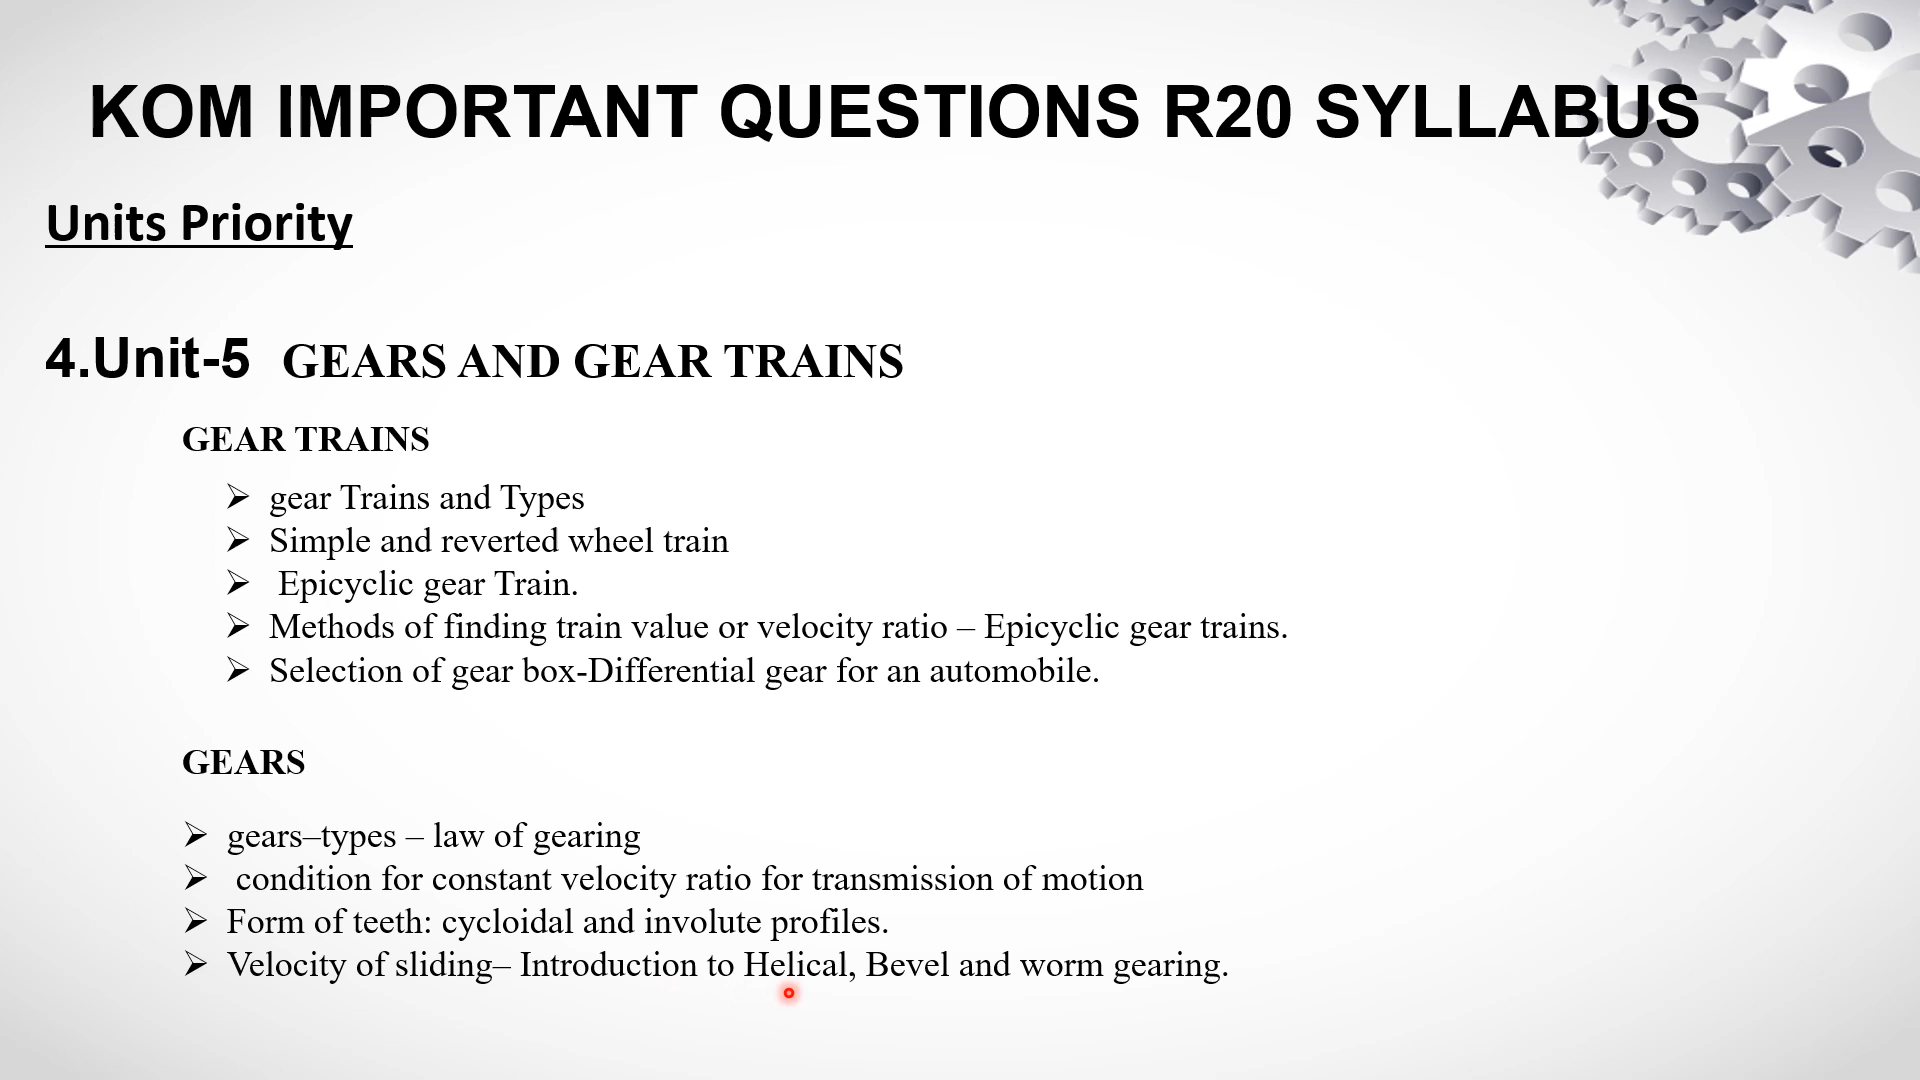 KOM IMPORTANT QUESTIONS R20 SYLLABUS
Units Priority
4.Unit-5 GEARS AND GEAR TRAINS
GEAR TRAINS
➢ gear Trains and Types
➢ Simple and reverted wheel train
➢ Epicyclic gear Train.
➢ Methods of finding train value or velocity ratio – Epicyclic gear trains.
➢ Selection of gear box-Differential gear for an automobile.
GEARS
➢ gears–types – law of gearing
➢ condition for constant velocity ratio for transmission of motion
➢ Form of teeth: cycloidal and involute profiles.
➢ Velocity of sliding– Introduction to Helical, Bevel and worm gearing.